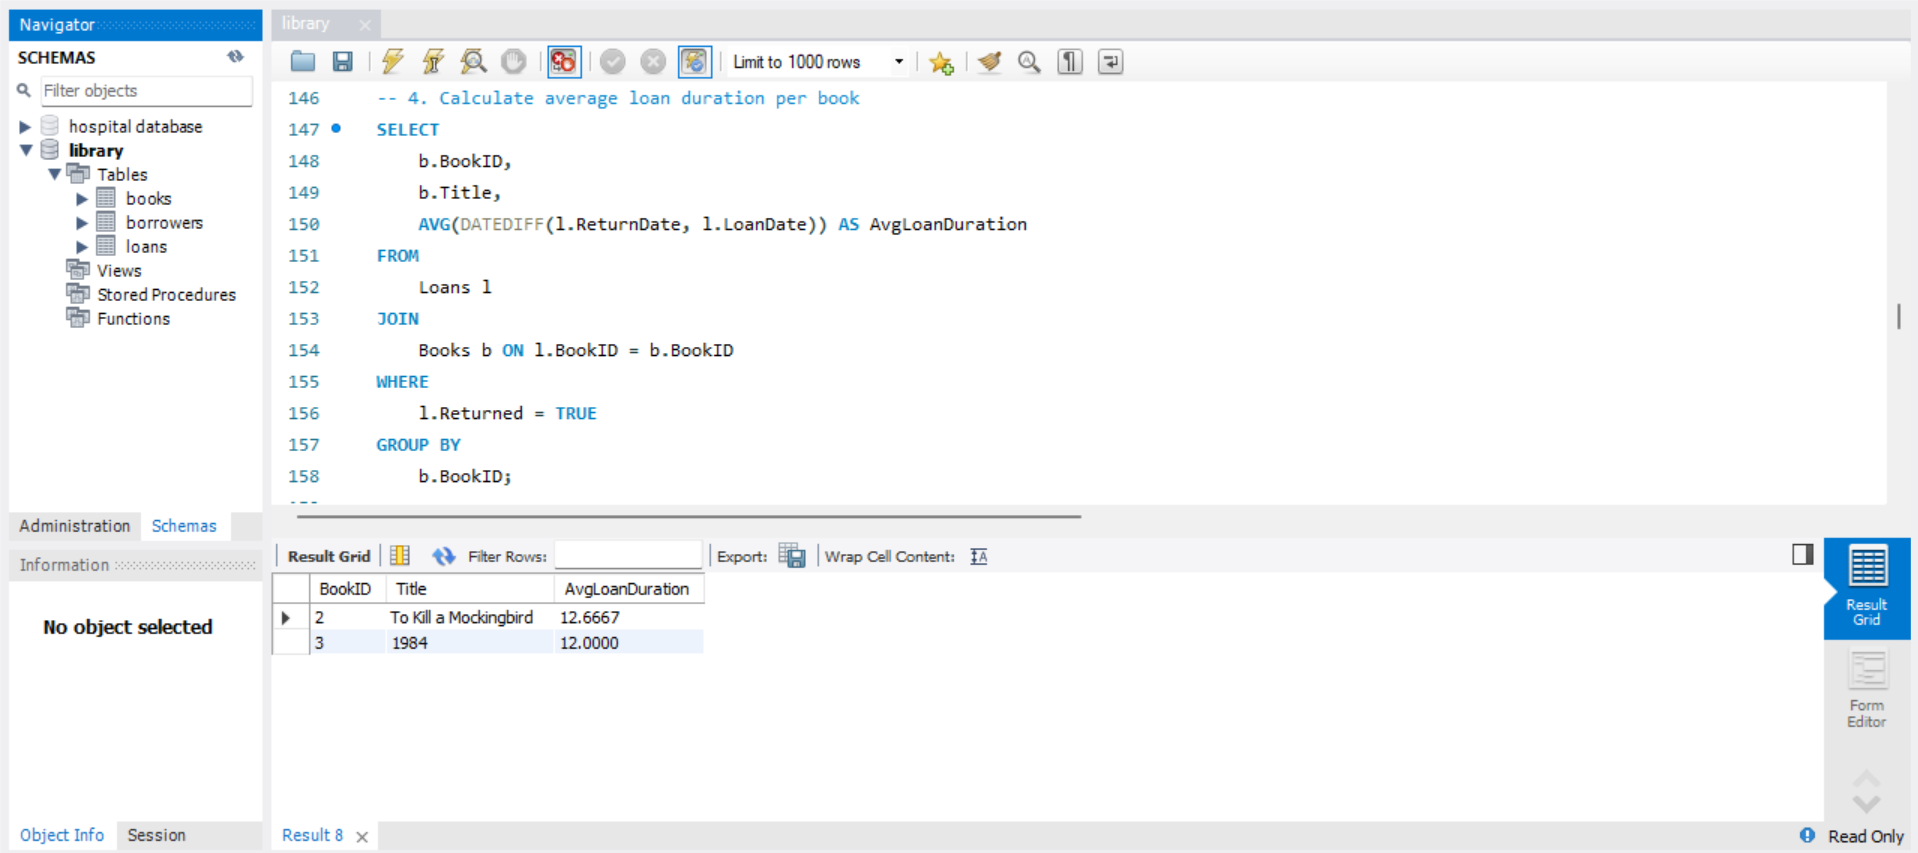 Navigator
SCHEMAS
Filter objects
hospital database
library
Tables
books
borrowers
loans
Views
Stored Procedures
Functions
Administration Schemas
Information
No object selected
Object Info Session
library
Limit to 1000 rows
146 -- 4. Calculate average loan duration per book
147 SELECT
148 b.BookID,
149 b.Title,
150 AVG(DATEDIFF(l.ReturnDate, l.LoanDate)) AS AvgLoanDuration
151 FROM
152 Loans l
153 JOIN
154 Books b ON l.BookID = b.BookID
155 WHERE
156 l.Returned = TRUE
157 GROUP BY
158 b.BookID;
Result Grid Filter Rows: Export: Wrap Cell Content:
BookID Title AvgLoanDuration
2 To Kill a Mockingbird 12.6667
3 1984 12.0000
Result
Grid
Form
Editor
Result 8
Read Only